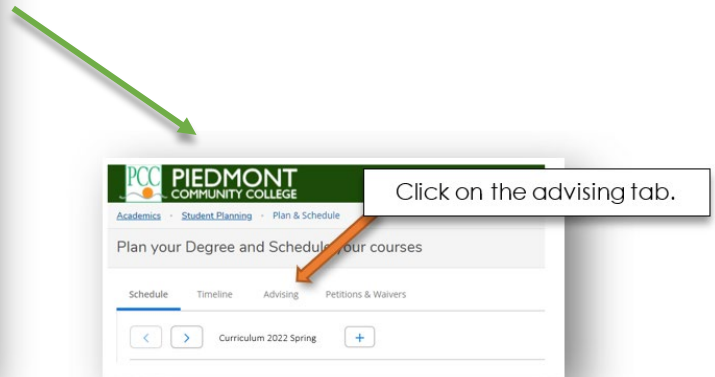 PCC PIEDMONT
COMMUNITY COLLEGE
Click on the advising tab.
Academics · Student Planning · Plan & Schedule
Plan your Degree and Schedule your courses
Schedule Timeline Advising Petitions & Waivers
< > Curriculum 2022 Spring +